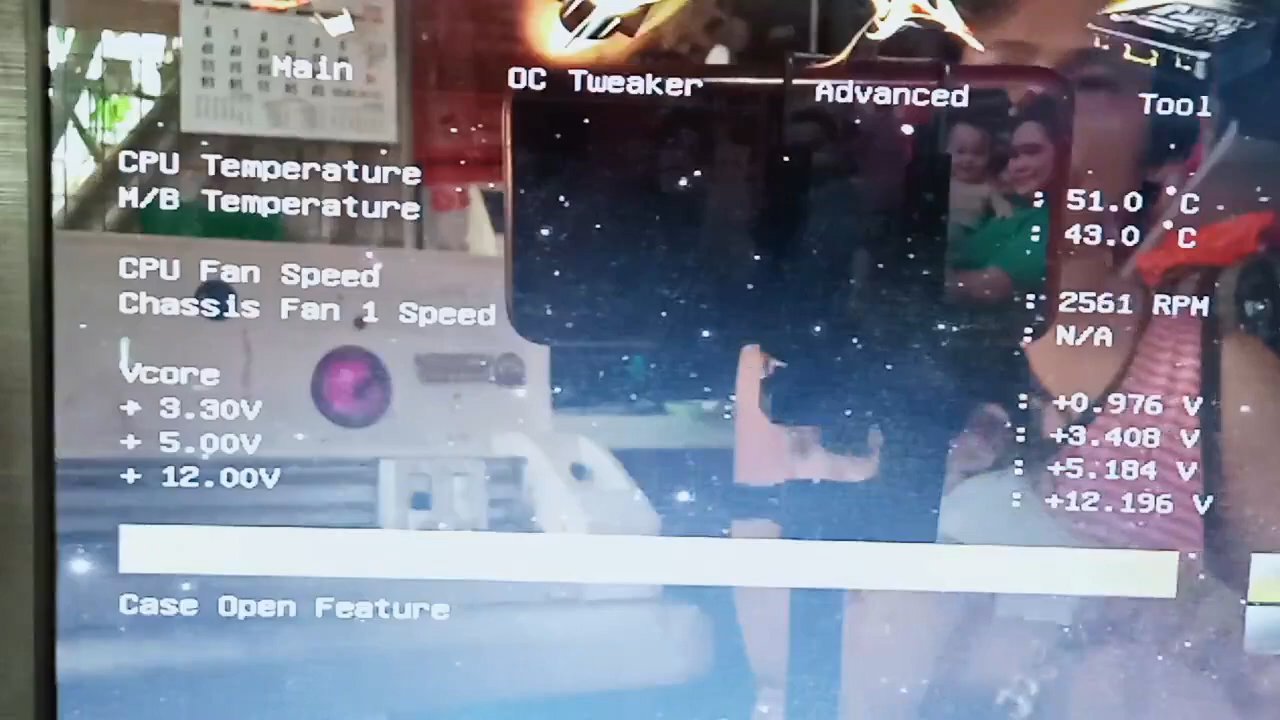 Main OC Tweaker Advanced Tool
CPU Temperature : 51.0 °C
M/B Temperature : 43.0 °C
CPU Fan Speed : 2561 RPM
Chassis Fan 1 Speed : N/A
Vcore : +0.976 V
+ 3.30V : +3.408 V
+ 5.00V : +5.184 V
+ 12.00V : +12.196 V
Case Open Feature